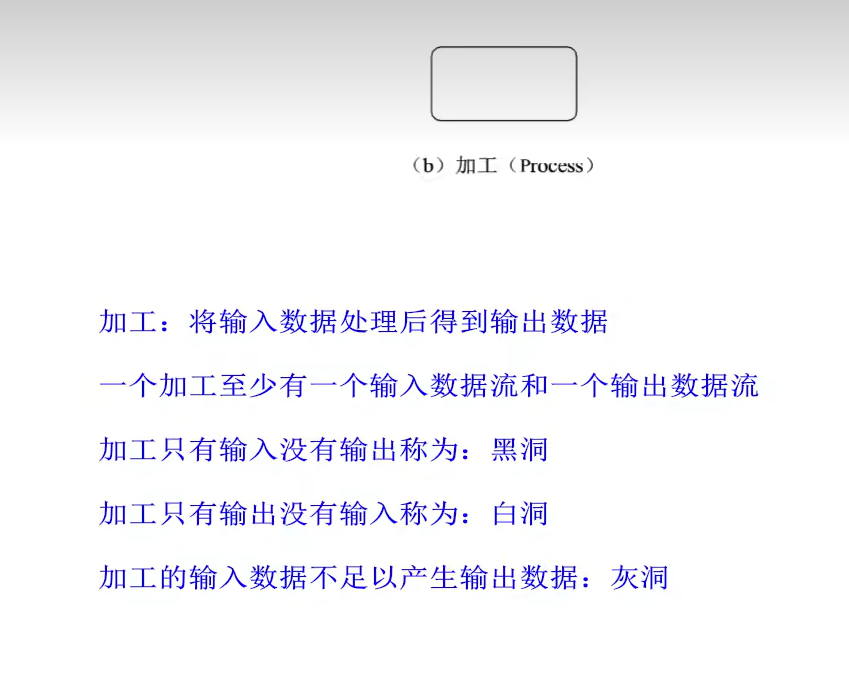 （b）加工（Process）
加工：将输入数据处理后得到输出数据
一个加工至少有一个输入数据流和一个输出数据流
加工只有输入没有输出称为：黑洞
加工只有输出没有输入称为：白洞
加工的输入数据不足以产生输出数据：灰洞